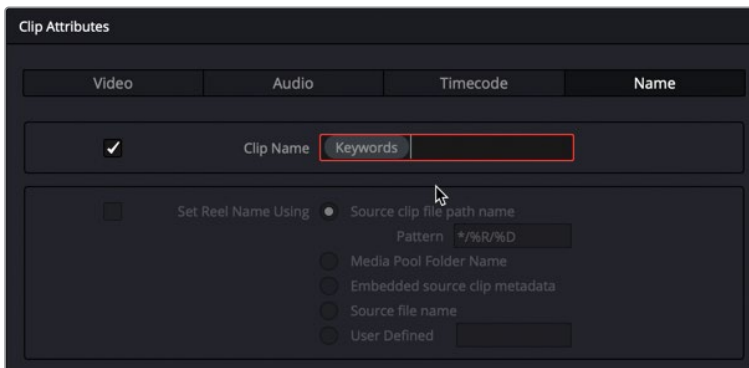 Clip Attributes
Video Audio Timecode Name
Clip Name Keywords
Set Reel Name Using Source clip file path name
Pattern */%R/%D
Media Pool Folder Name
Embedded source clip metadata
Source file name
User Defined